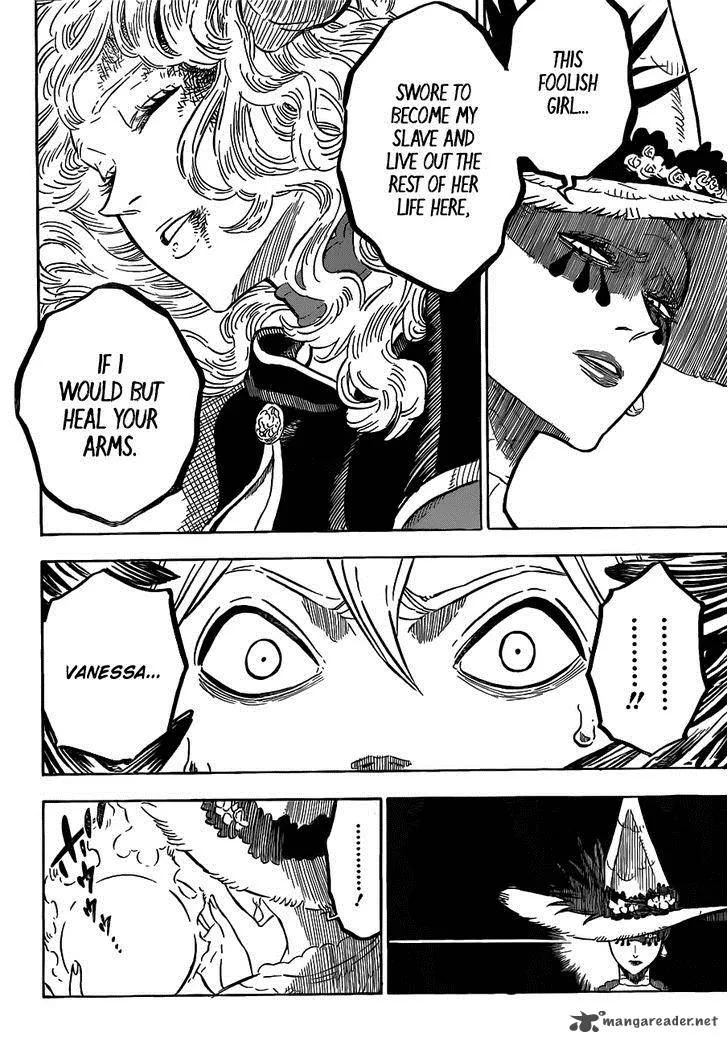 THIS
FOOLISH
GIRL...
SWORE TO
BECOME MY
SLAVE AND
LIVE OUT THE
REST OF HER
LIFE HERE,
IF I
WOULD BUT
HEAL YOUR
ARMS.
..........!!
VANESSA...
......!
mangareader.net